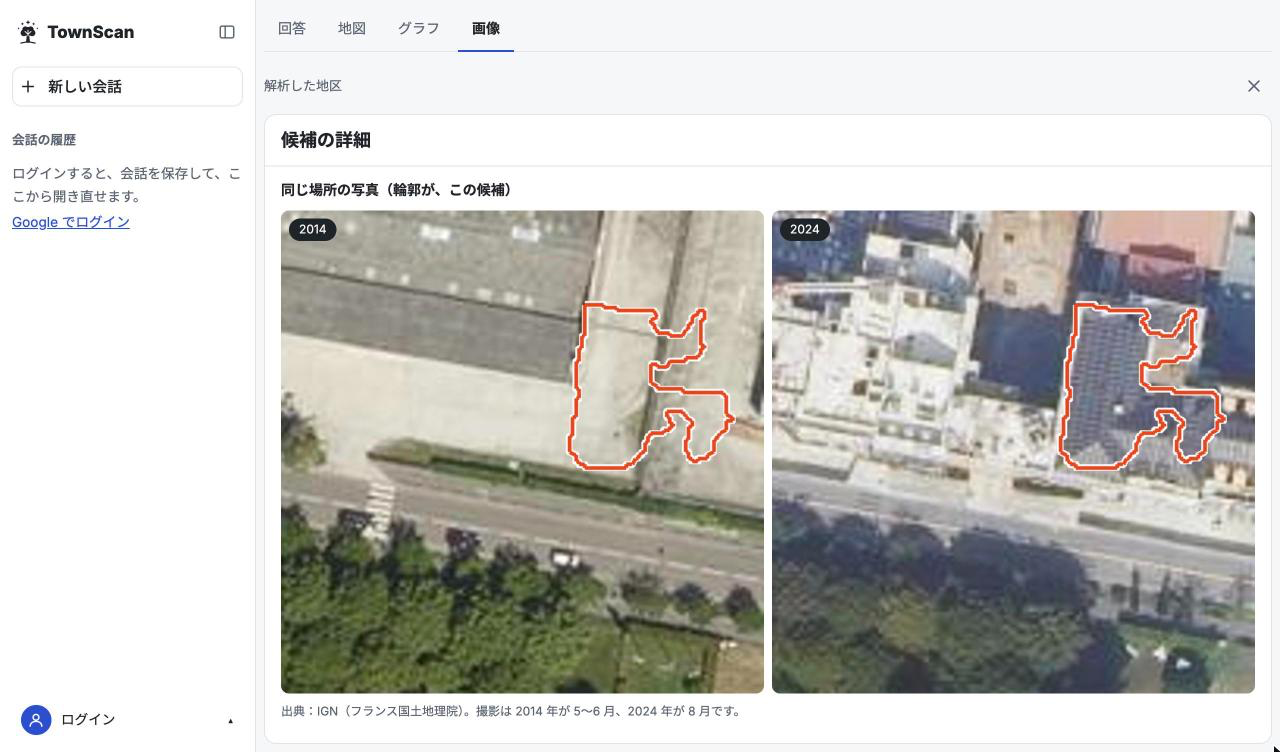 TownScan
新しい会話
会話の履歴
ログインすると、会話を保存して、こ
こから開き直せます。
Google でログイン
ログイン
回答 地図 グラフ 画像
解析した地区
候補の詳細
同じ場所の写真（輪郭が、この候補）
2014
2024
出典：IGN（フランス国土地理院）。撮影は 2014 年が 5〜6 月、2024 年が 8 月です。